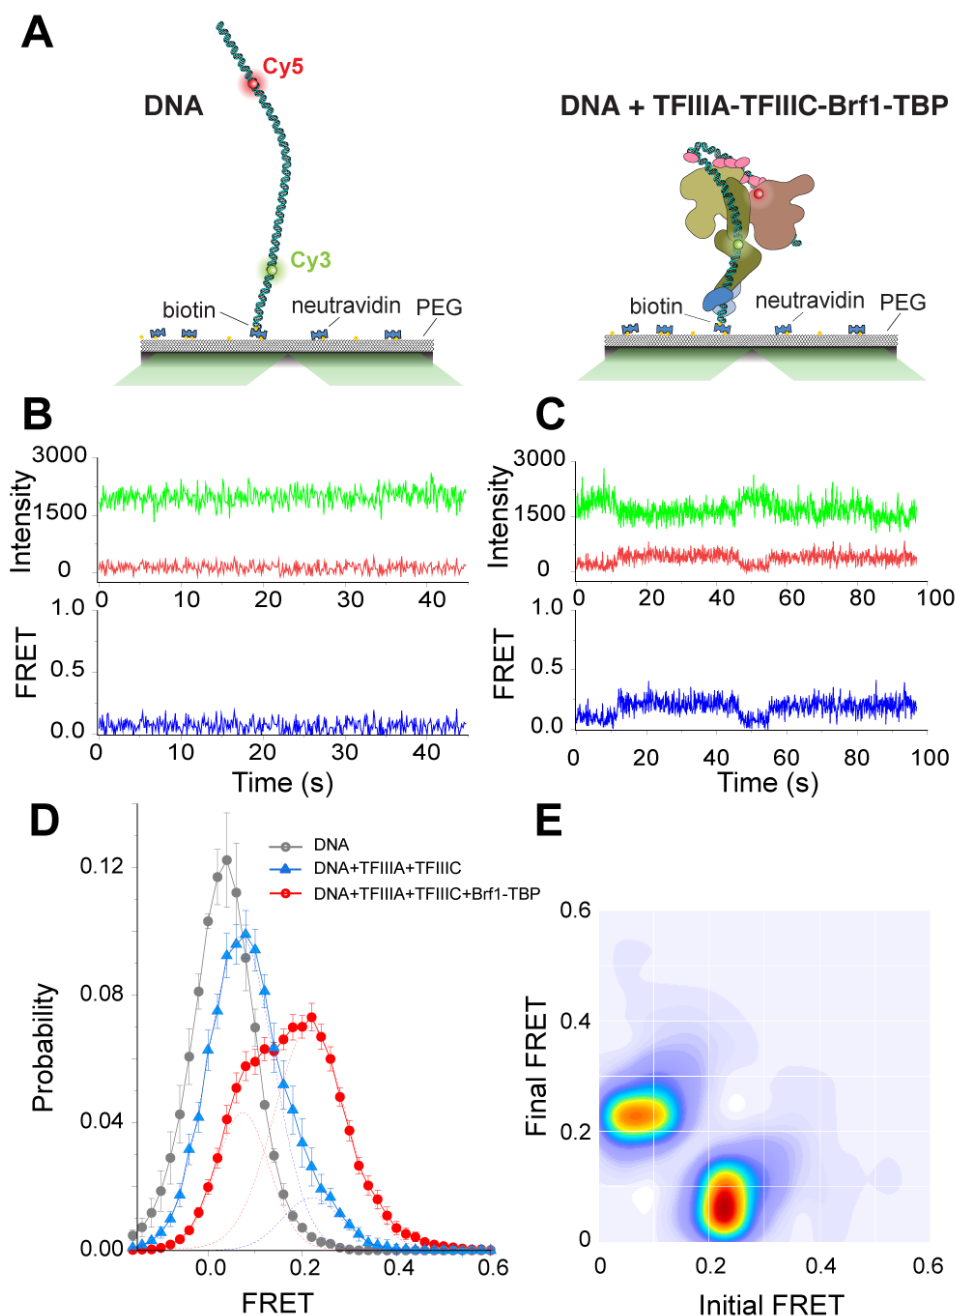 A
DNA
Cy5
Cy3
biotin
neutravidin
PEG
DNA + TFIIIA-TFIIIC-Brf1-TBP
biotin
neutravidin
PEG
B
Intensity
3000
1500
0
0 10 20 30 40
FRET
1.0
0.5
0.0
0 10 20 30 40
Time (s)
C
Intensity
3000
1500
0
0 20 40 60 80 100
FRET
1.0
0.5
0.0
0 20 40 60 80 100
Time (s)
D
Probability
0.12
0.08
0.04
0.00
DNA
DNA+TFIIIA+TFIIIC
DNA+TFIIIA+TFIIIC+Brf1-TBP
0.0 0.2 0.4 0.6
FRET
E
Final FRET
0.6
0.4
0.2
0
0 0.2 0.4 0.6
Initial FRET